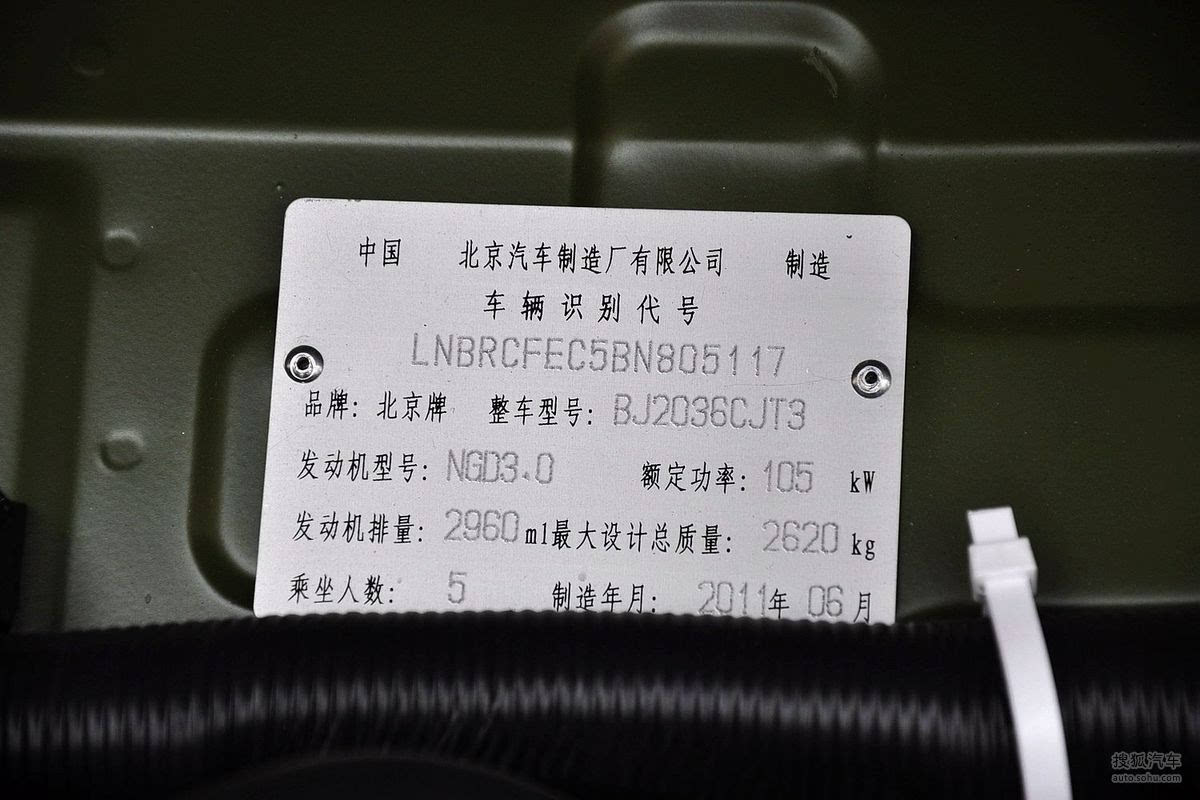 中国 北京汽车制造厂有限公司 制造
车辆识别代号
LNBRCFEC5BN805117
品牌: 北京牌 整车型号: BJ2036CJT3
发动机型号: NGD3.0 额定功率: 105 kW
发动机排量: 2960 ml 最大设计总质量: 2620 kg
乘坐人数: 5 制造年月: 2011年 06月
搜狐汽车
auto.sohu.com